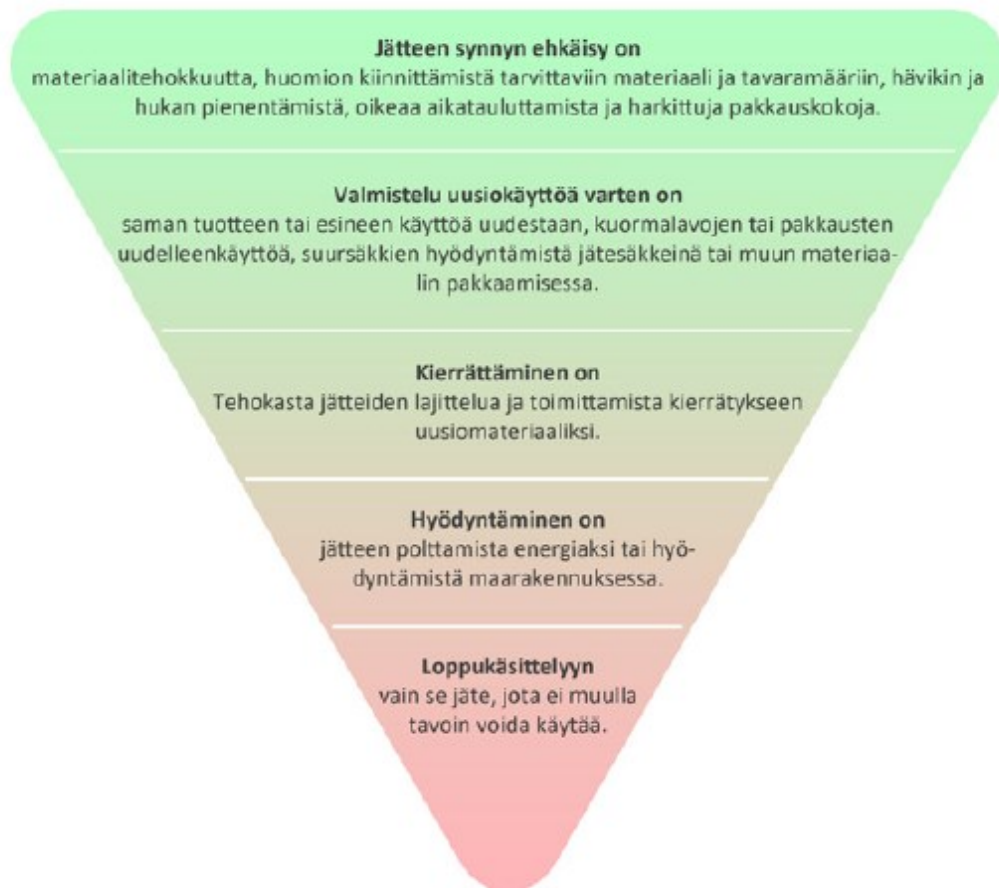 Jätteen synnyn ehkäisy on
materiaalitehokkuutta, huomion kiinnittämistä tarvittaviin materiaali ja tavaramääriin, hävikin ja
hukan pienentämistä, oikeaa aikatauluttamista ja harkittuja pakkauskokoja.
Valmistelu uusiokäyttöä varten on
saman tuotteen tai esineen käyttöä uudestaan, kuormalavojen tai pakkausten
uudelleenkäyttöä, suursäkkien hyödyntämistä jätesäkkeinä tai muun materiaa-
lin pakkaamisessa.
Kierrättäminen on
Tehokasta jätteiden lajittelua ja toimittamista kierrätykseen
uusiomateriaaliksi.
Hyödyntäminen on
jätteen polttamista energiaksi tai hyö-
dyntämistä maarakennuksessa.
Loppukäsittelyyn
vain se jäte, jota ei muulla
tavoin voida käytää.